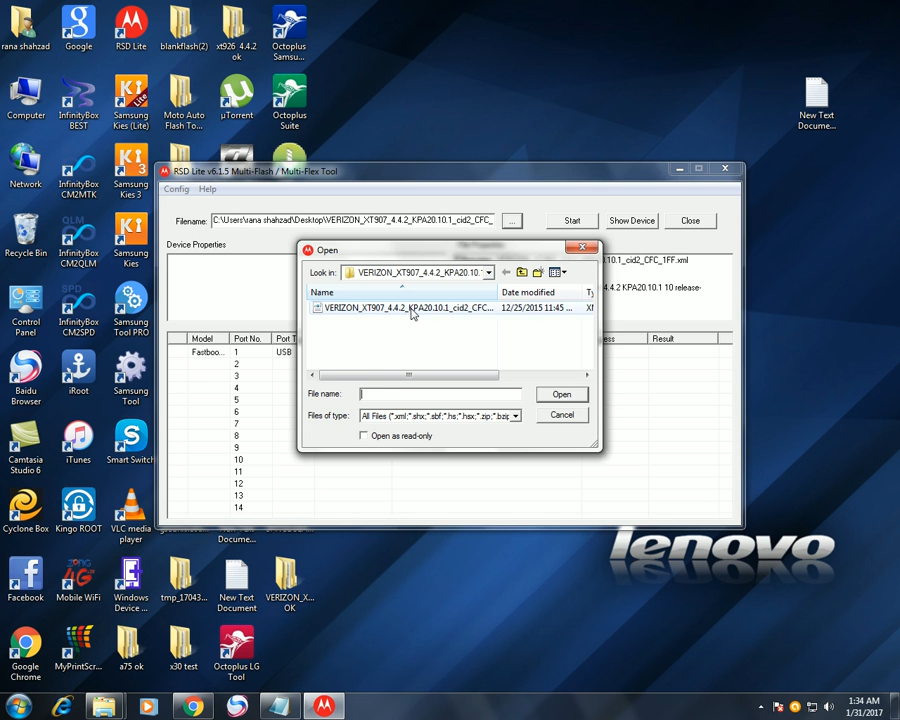 rana shahzad
Google
RSD Lite
blankflash(2)
xt926 4.4.2
ok
Octoplus
Samsu...
Computer
InfinityBox
BEST
Samsung
Kies (Lite)
Moto Auto
Flash To...
µTorrent
Octoplus
Suite
New Text
Docume...
Network
InfinityBox
CM2MTK
Samsung
Kies 3
Recycle Bin
InfinityBox
CM2QLM
Samsung
Kies
Control
Panel
InfinityBox
CM2SPD
Samsung
Tool PRO
Baidu
Browser
iRoot
Samsung
Tool
Camtasia
Studio 6
iTunes
Smart Switch
Cyclone Box
Kingo ROOT
VLC media
player
Docume...
Facebook
Mobile WiFi
Windows
Device ...
tmp_17043...
New Text
Document
VERIZON_X...
OK
Google
Chrome
MyPrintScr...
a75 ok
x30 test
Octoplus LG
Tool
RSD Lite v6.1.5 Multi-Flash / Multi-Flex Tool
Config Help
Filename: C:\Users\rana shahzad\Desktop\VERIZON_XT907_4.4.2_KPA20.10.1_cid2_CFC_ ... Start Show Device Close
Device Properties
10.1_cid2_CFC_1FF.xml
4.4.2 KPA20.10.1 10 release-
Model Port No. Port T Result
Fastboo... 1 USB
2
3
4
5
6
7
8
9
10
11
12
13
14
Open
Look in: VERIZON_XT907_4.4.2_KPA20.10.1
Name Date modified Ty
VERIZON_XT907_4.4.2_KPA20.10.1_cid2_CFC... 12/25/2015 11:45 ... XM
File name: Open
Files of type: All Files (*.xml;*.shx;*.sbf;*.hs;*.hsx;*.zip;*.bzip Cancel
Open as read-only
lenovo
1:34 AM
1/31/2017